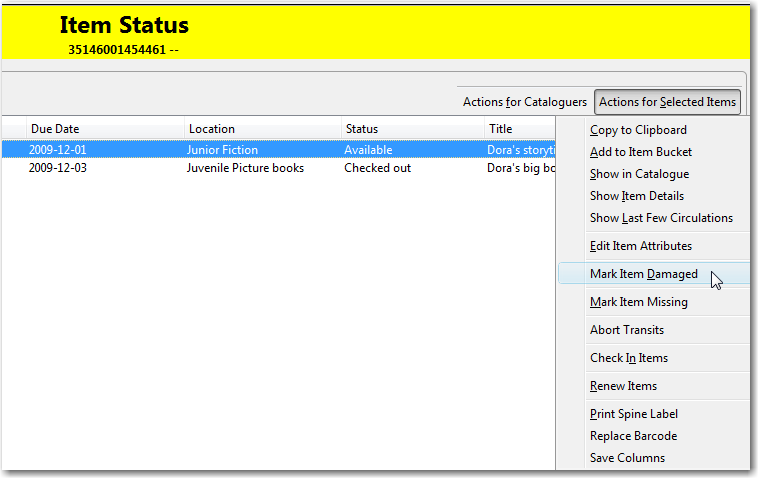 Item Status
35146001454461 --
Actions for Cataloguers Actions for Selected Items
Due Date Location Status Title
2009-12-01 Junior Fiction Available Dora's storyti
2009-12-03 Juvenile Picture books Checked out Dora's big bo
Copy to Clipboard
Add to Item Bucket
Show in Catalogue
Show Item Details
Show Last Few Circulations
Edit Item Attributes
Mark Item Damaged
Mark Item Missing
Abort Transits
Check In Items
Renew Items
Print Spine Label
Replace Barcode
Save Columns